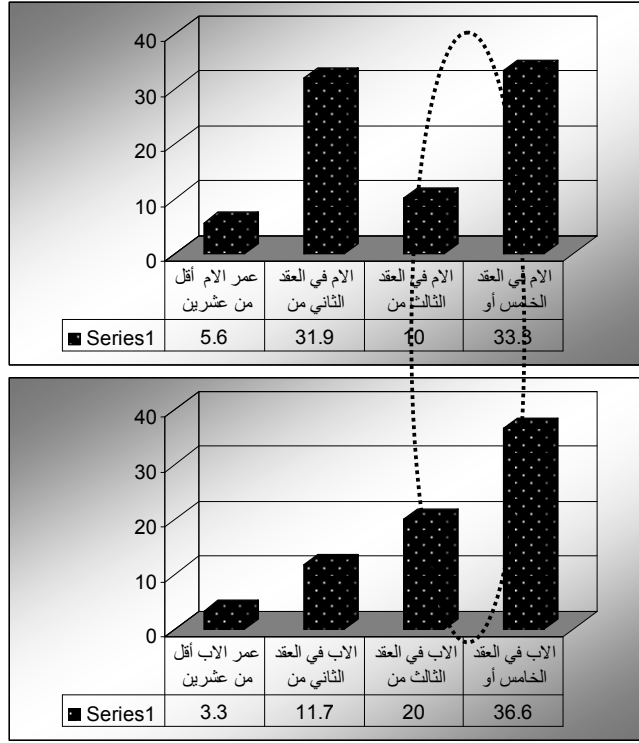 40
30
20
10
0
عمر الام أقل من عشرين
الام في العقد الثاني من
الام في العقد الثالث من
الام في العقد الخامس أو
Series1 5.6 31.9 10 33.3
40
30
20
10
0
عمر الاب أقل من عشرين
الاب في العقد الثاني من
الاب في العقد الثالث من
الاب في العقد الخامس أو
Series1 3.3 11.7 20 36.6